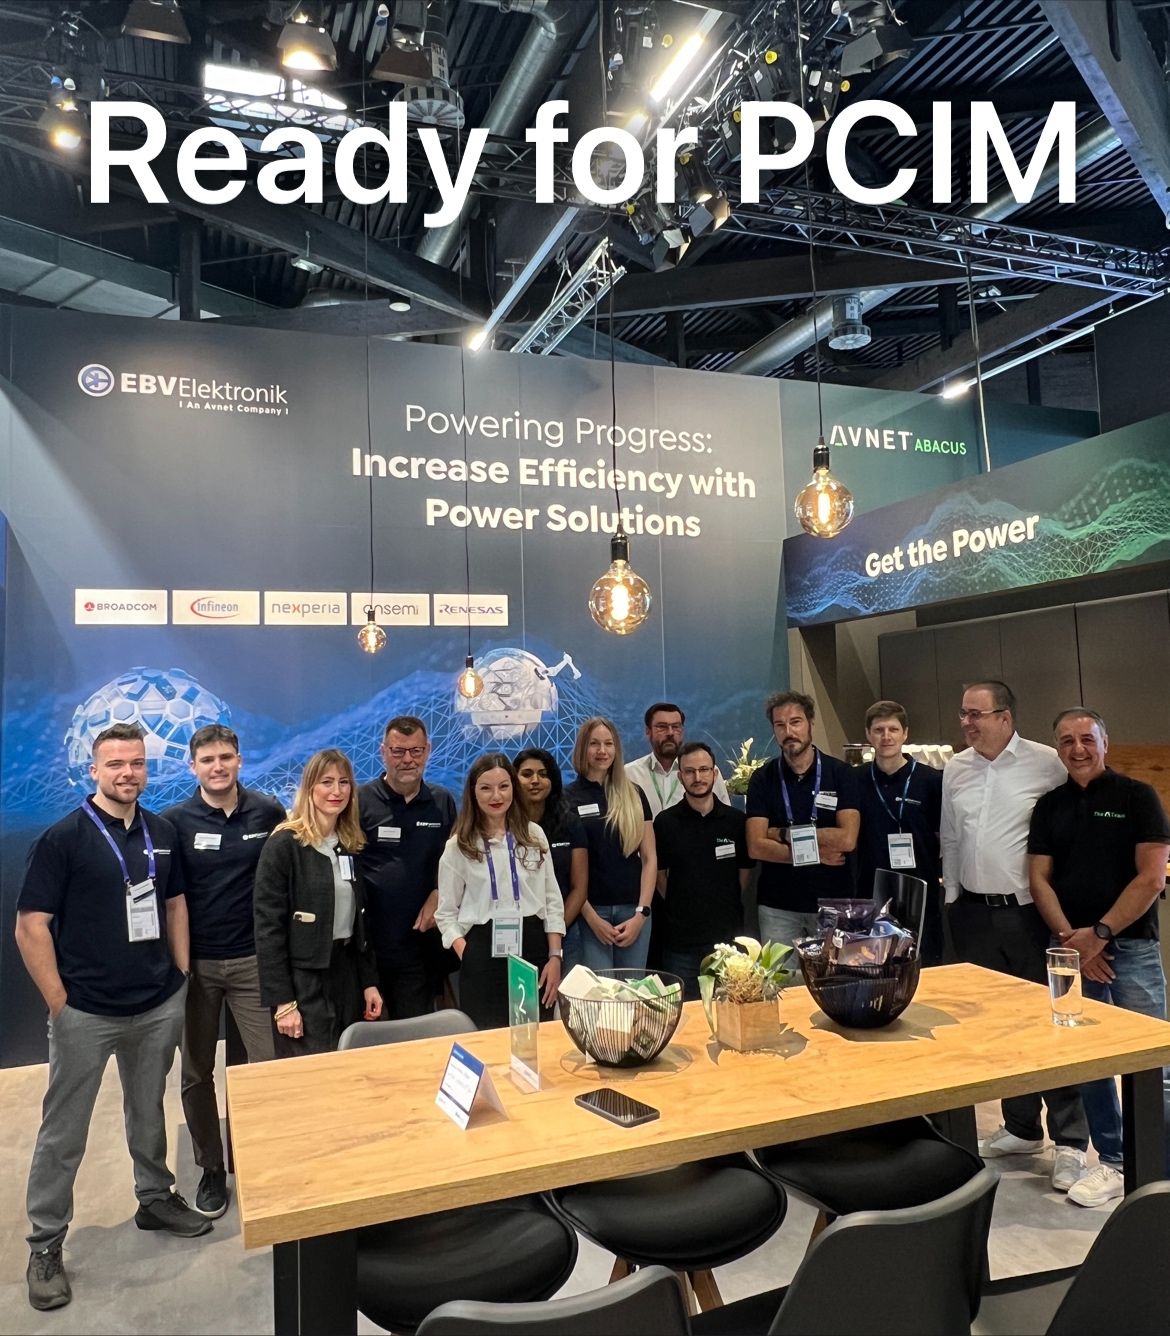 Ready for PCIM
EBVElektronik
| An Avnet Company |
Powering Progress:
Increase Efficiency with
Power Solutions
AVNET ABACUS
Get the Power
BROADCOM
infineon
nexperia
onsemi
RENESAS
2